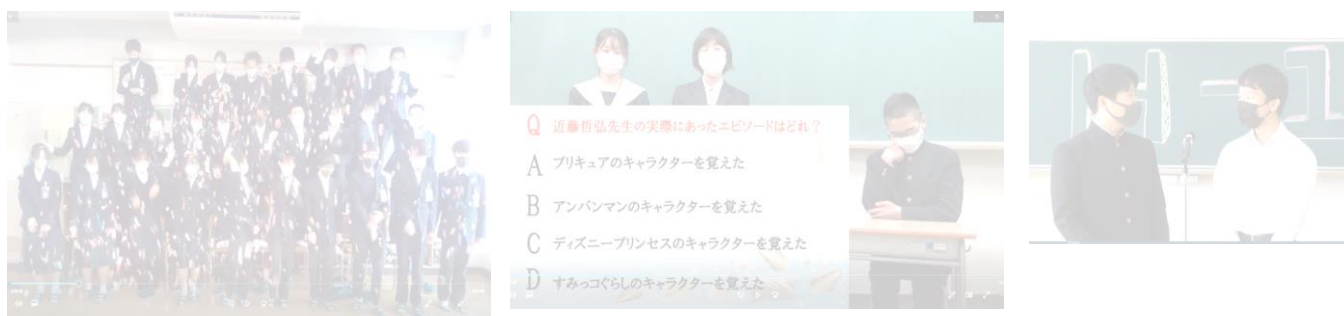 Q 近藤哲弘先生の実際にあったエピソードはどれ？
A プリキュアのキャラクターを覚えた
B アンパンマンのキャラクターを覚えた
C ディズニープリンセスのキャラクターを覚えた
D すみっコぐらしのキャラクターを覚えた